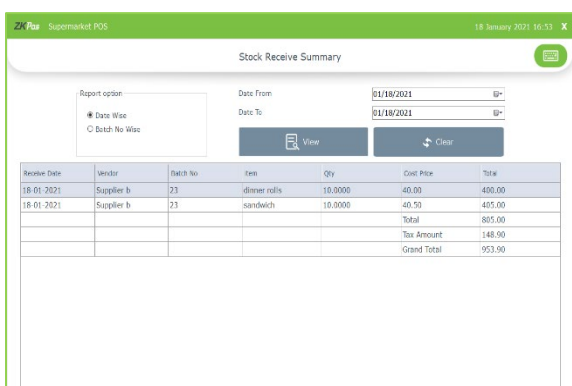 ZKPos Supermarket POS 18 January 2021 16:53 X
Stock Receive Summary
Report option
Date Wise
Batch No Wise
Date From 01/18/2021
Date To 01/18/2021
View Clear
Receive Date Vendor Batch No Item Qty Cost Price Total
18-01-2021 Supplier b 23 dinner rolls 10.0000 40.00 400.00
18-01-2021 Supplier b 23 sandwich 10.0000 40.50 405.00
Total 805.00
Tax Amount 148.90
Grand Total 953.90